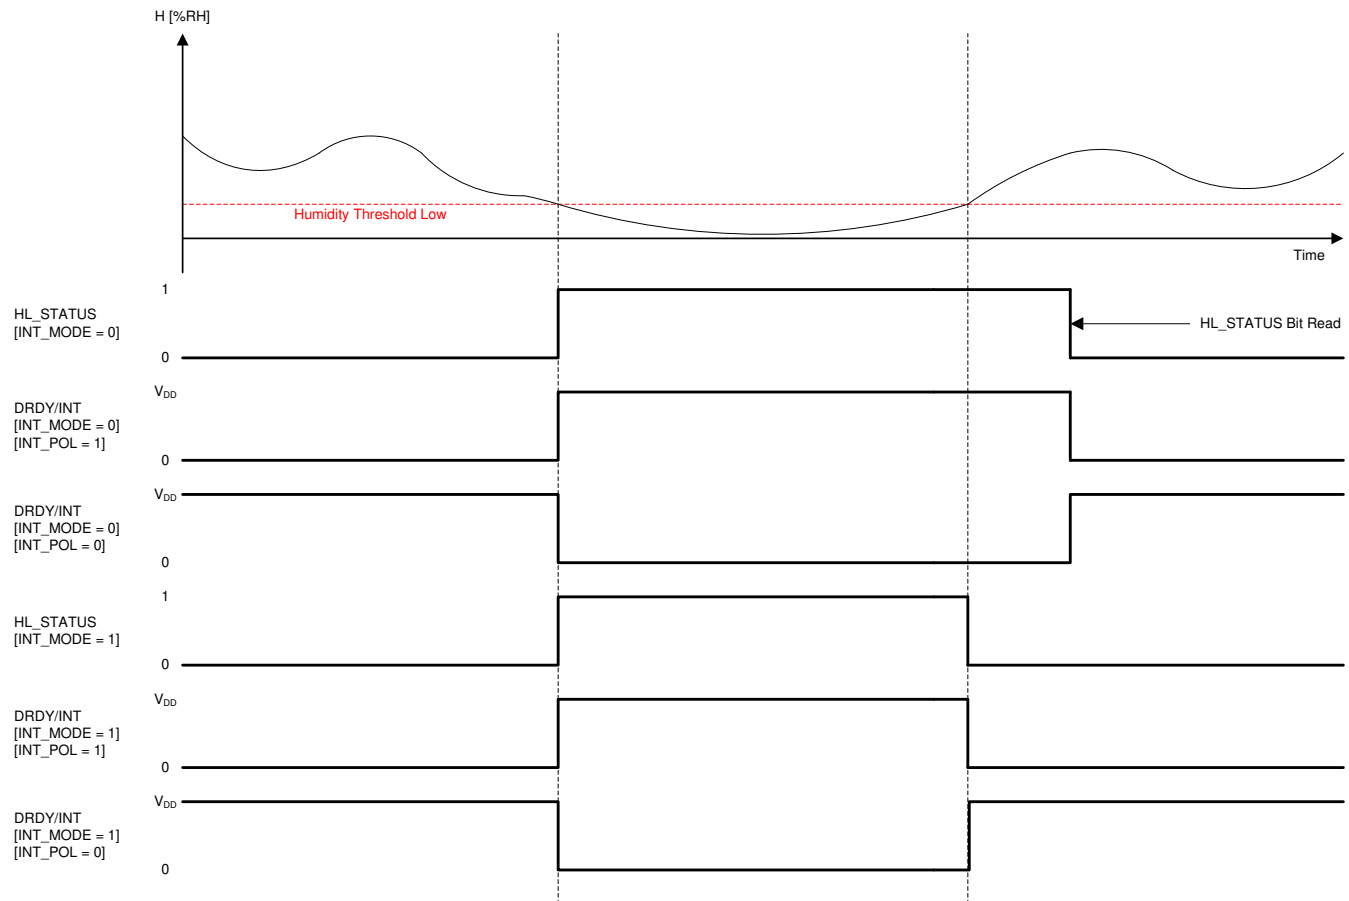 H [%RH]
Humidity Threshold Low
Time
1
HL_STATUS
[INT_MODE = 0]
HL_STATUS Bit Read
0
VDD
DRDY/INT
[INT_MODE = 0]
[INT_POL = 1]
0
VDD
DRDY/INT
[INT_MODE = 0]
[INT_POL = 0]
0
1
HL_STATUS
[INT_MODE = 1]
0
VDD
DRDY/INT
[INT_MODE = 1]
[INT_POL = 1]
0
VDD
DRDY/INT
[INT_MODE = 1]
[INT_POL = 0]
0